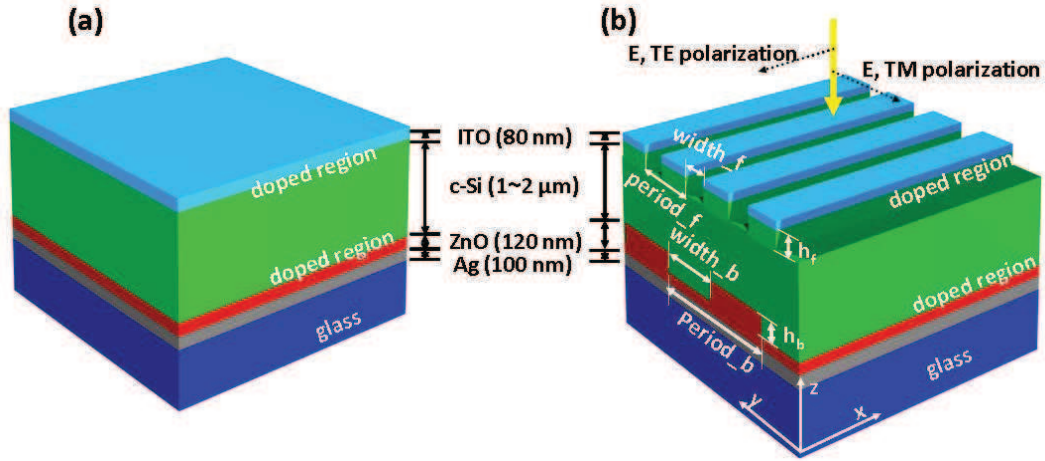 (a)
doped region
doped region
glass
ITO (80 nm)
c-Si (1~2 μm)
ZnO (120 nm)
Ag (100 nm)
(b)
E, TE polarization
E, TM polarization
width_f
period_f
doped region
h_f
width_b
doped region
h_b
Period_b
glass
z
y
x